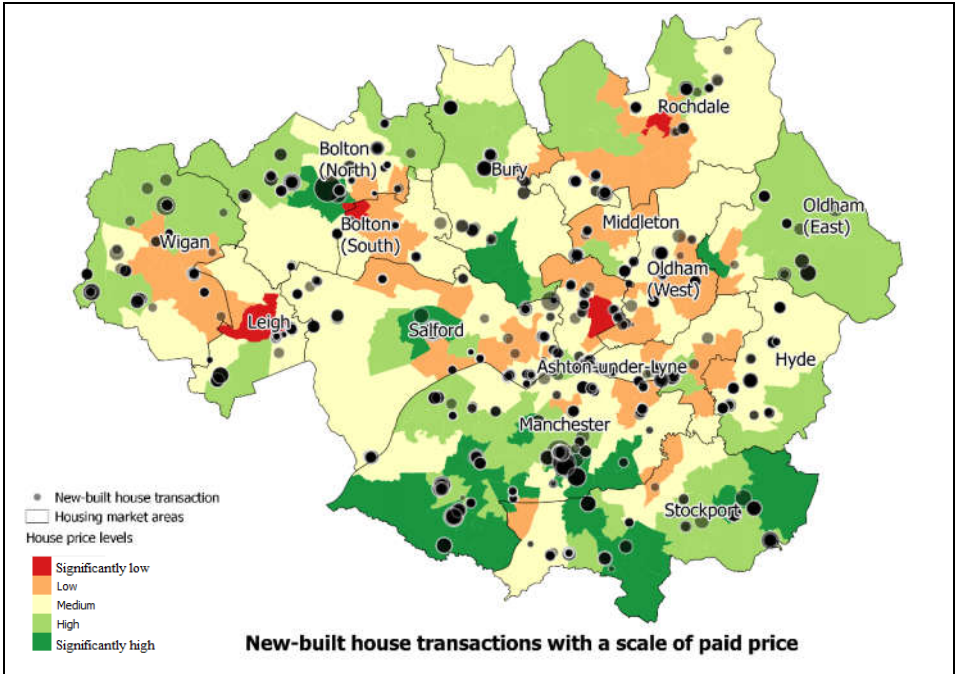 Rochdale
Bolton
(North)
Bury
Oldham
(East)
Middleton
Bolton
(South)
Wigan
Oldham
(West)
Leigh
Salford
Hyde
Ashton-under-Lyne
Manchester
Stockport
New-built house transaction
Housing market areas
House price levels
Significantly low
Low
Medium
High
Significantly high
New-built house transactions with a scale of paid price